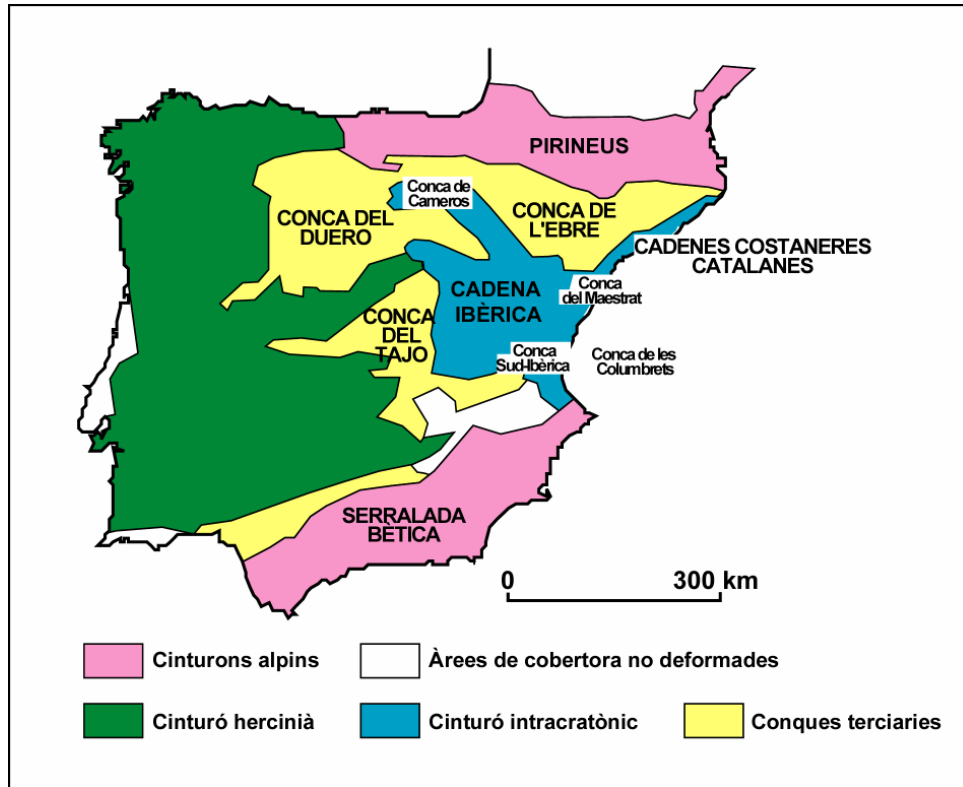 PIRINEUS
Conca de
Cameros
CONCA DEL
DUERO
CONCA DE
L'EBRE
CADENES COSTANERES
CATALANES
CADENA
IBÈRICA
Conca
del Maestrat
CONCA
DEL
TAJO
Conca
Sud-Ibèrica
Conca de les
Columbrets
SERRALADA
BÈTICA
0 300 km
Cinturons alpins
Àrees de cobertora no deformades
Cinturó hercinià
Cinturó intracratònic
Conques terciaries